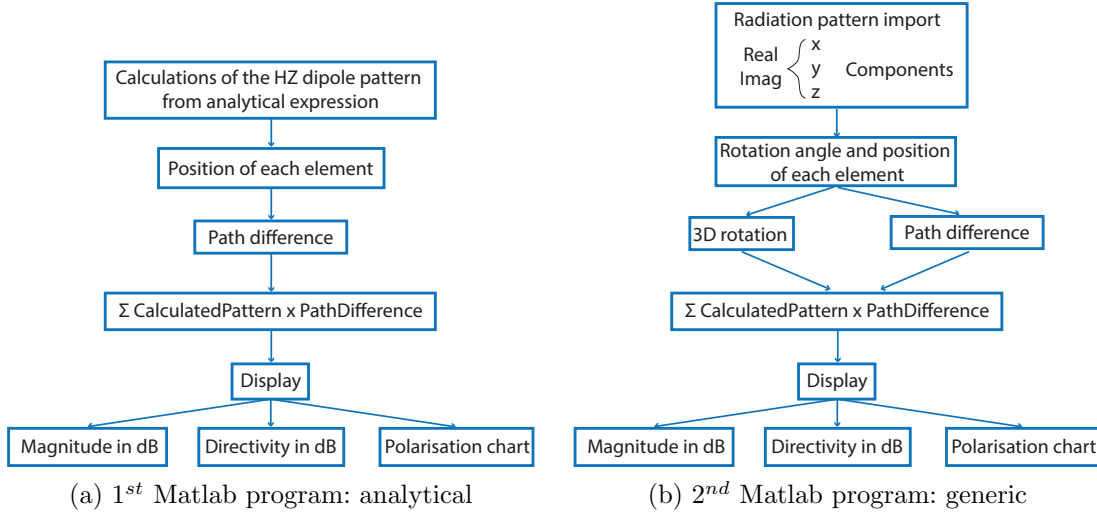 Calculations of the HZ dipole pattern
from analytical expression
Position of each element
Path difference
Σ CalculatedPattern x PathDifference
Display
Magnitude in dB
Directivity in dB
Polarisation chart
(a) 1st Matlab program: analytical
Radiation pattern import
Real
Imag
x
y
z
Components
Rotation angle and position
of each element
3D rotation
Path difference
Σ CalculatedPattern x PathDifference
Display
Magnitude in dB
Directivity in dB
Polarisation chart
(b) 2nd Matlab program: generic